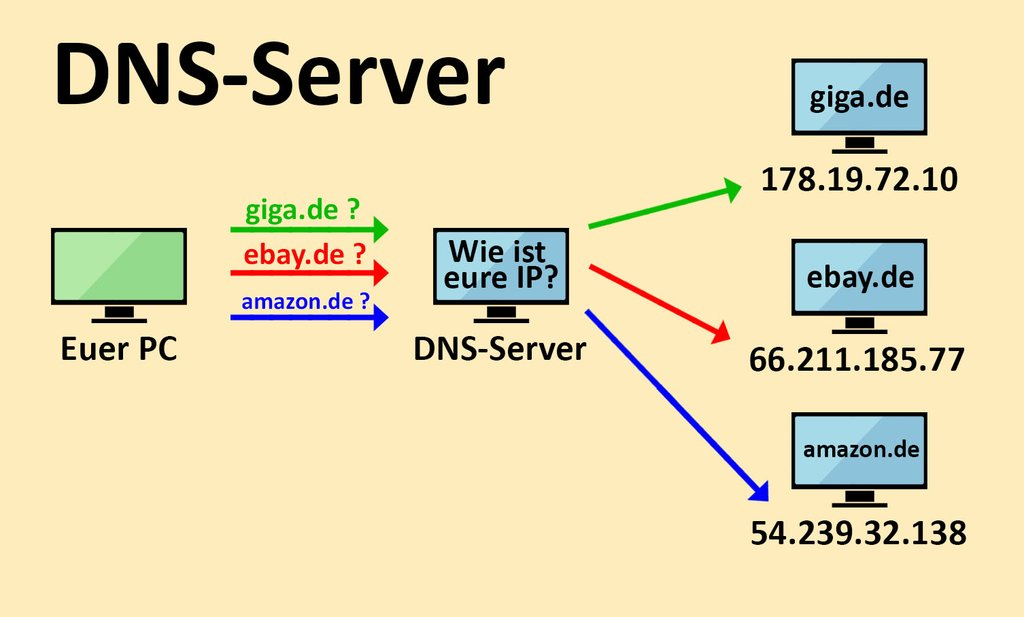 DNS-Server
giga.de ?
ebay.de ?
amazon.de ?
Euer PC
Wie ist
eure IP?
DNS-Server
giga.de
178.19.72.10
ebay.de
66.211.185.77
amazon.de
54.239.32.138